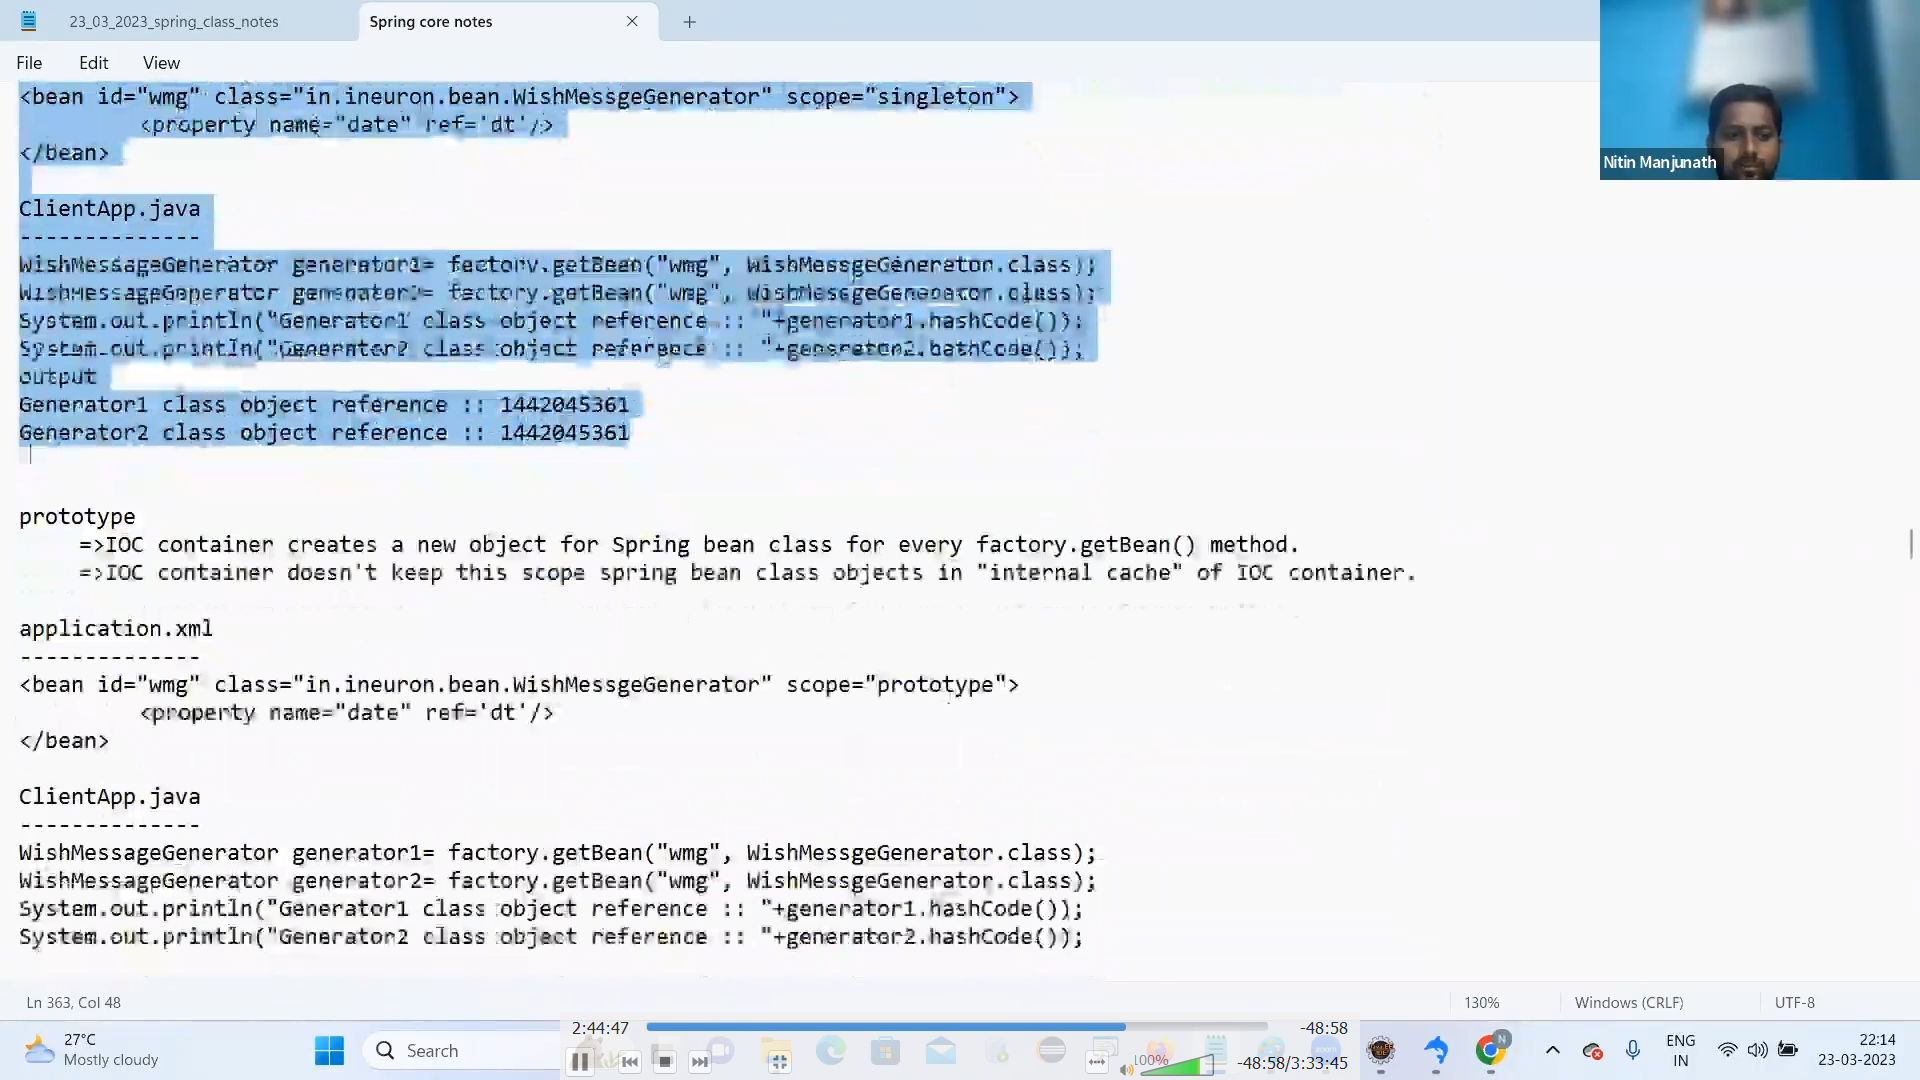 23_03_2023_spring_class_notes
Spring core notes
File Edit View
<bean id="wmg" class="in.ineuron.bean.WishMessgeGenerator" scope="singleton">
<property name="date" ref='dt'/>
</bean>
ClientApp.java
--------------
WishMessageGenerator generator1= factory.getBean("wmg", WishMessgeGenerator.class);
WishMessageGenerator generator2= factory.getBean("wmg", WishMessgeGenerator.class);
System.out.println("Generator1 class object reference :: "+generator1.hashCode());
System.out.println("Generator2 class object reference :: "+generator2.hashCode());
output
Generator1 class object reference :: 1442045361
Generator2 class object reference :: 1442045361
prototype
=>IOC container creates a new object for Spring bean class for every factory.getBean() method.
=>IOC container doesn't keep this scope spring bean class objects in "internal cache" of IOC container.
application.xml
--------------
<bean id="wmg" class="in.ineuron.bean.WishMessgeGenerator" scope="prototype">
<property name="date" ref='dt'/>
</bean>
ClientApp.java
--------------
WishMessageGenerator generator1= factory.getBean("wmg", WishMessgeGenerator.class);
WishMessageGenerator generator2= factory.getBean("wmg", WishMessgeGenerator.class);
System.out.println("Generator1 class object reference :: "+generator1.hashCode());
System.out.println("Generator2 class object reference :: "+generator2.hashCode());
Nitin Manjunath
Ln 363, Col 48
130%
Windows (CRLF)
UTF-8
27°C
Mostly cloudy
Search
2:44:47
-48:58
100%
-48:58/3:33:45
N
ENG
IN
22:14
23-03-2023